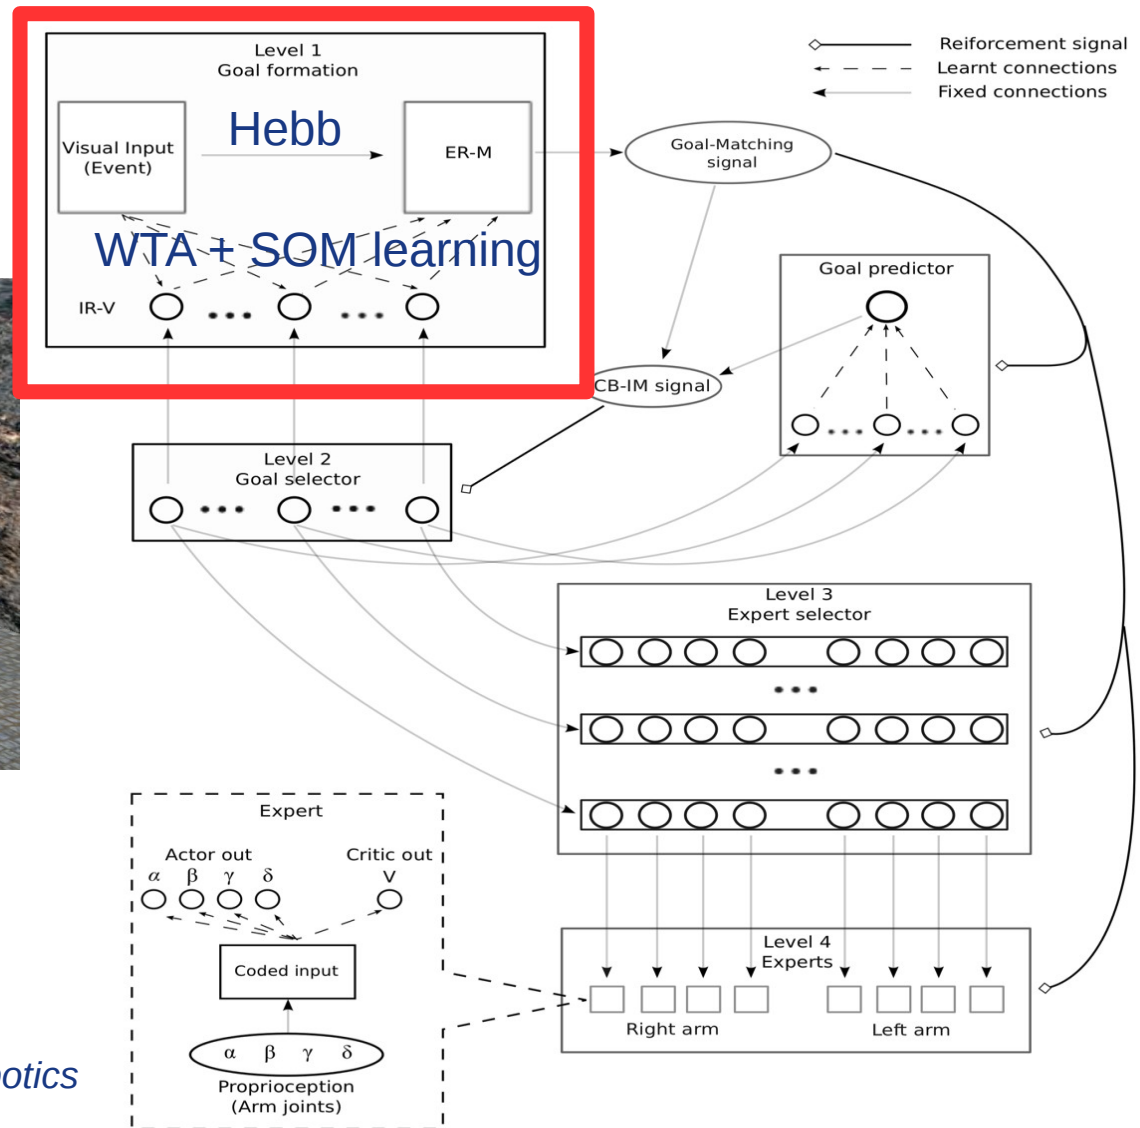 Level 1
Goal formation
Visual Input
(Event)
Hebb
ER-M
WTA + SOM learning
IR-V
Reiforcement signal
Learnt connections
Fixed connections
Goal-Matching
signal
Goal predictor
CB-IM signal
Level 2
Goal selector
Level 3
Expert selector
Expert
Actor out
Critic out
α β γ δ
V
Coded input
α β γ δ
Proprioception
(Arm joints)
Level 4
Experts
Right arm
Left arm